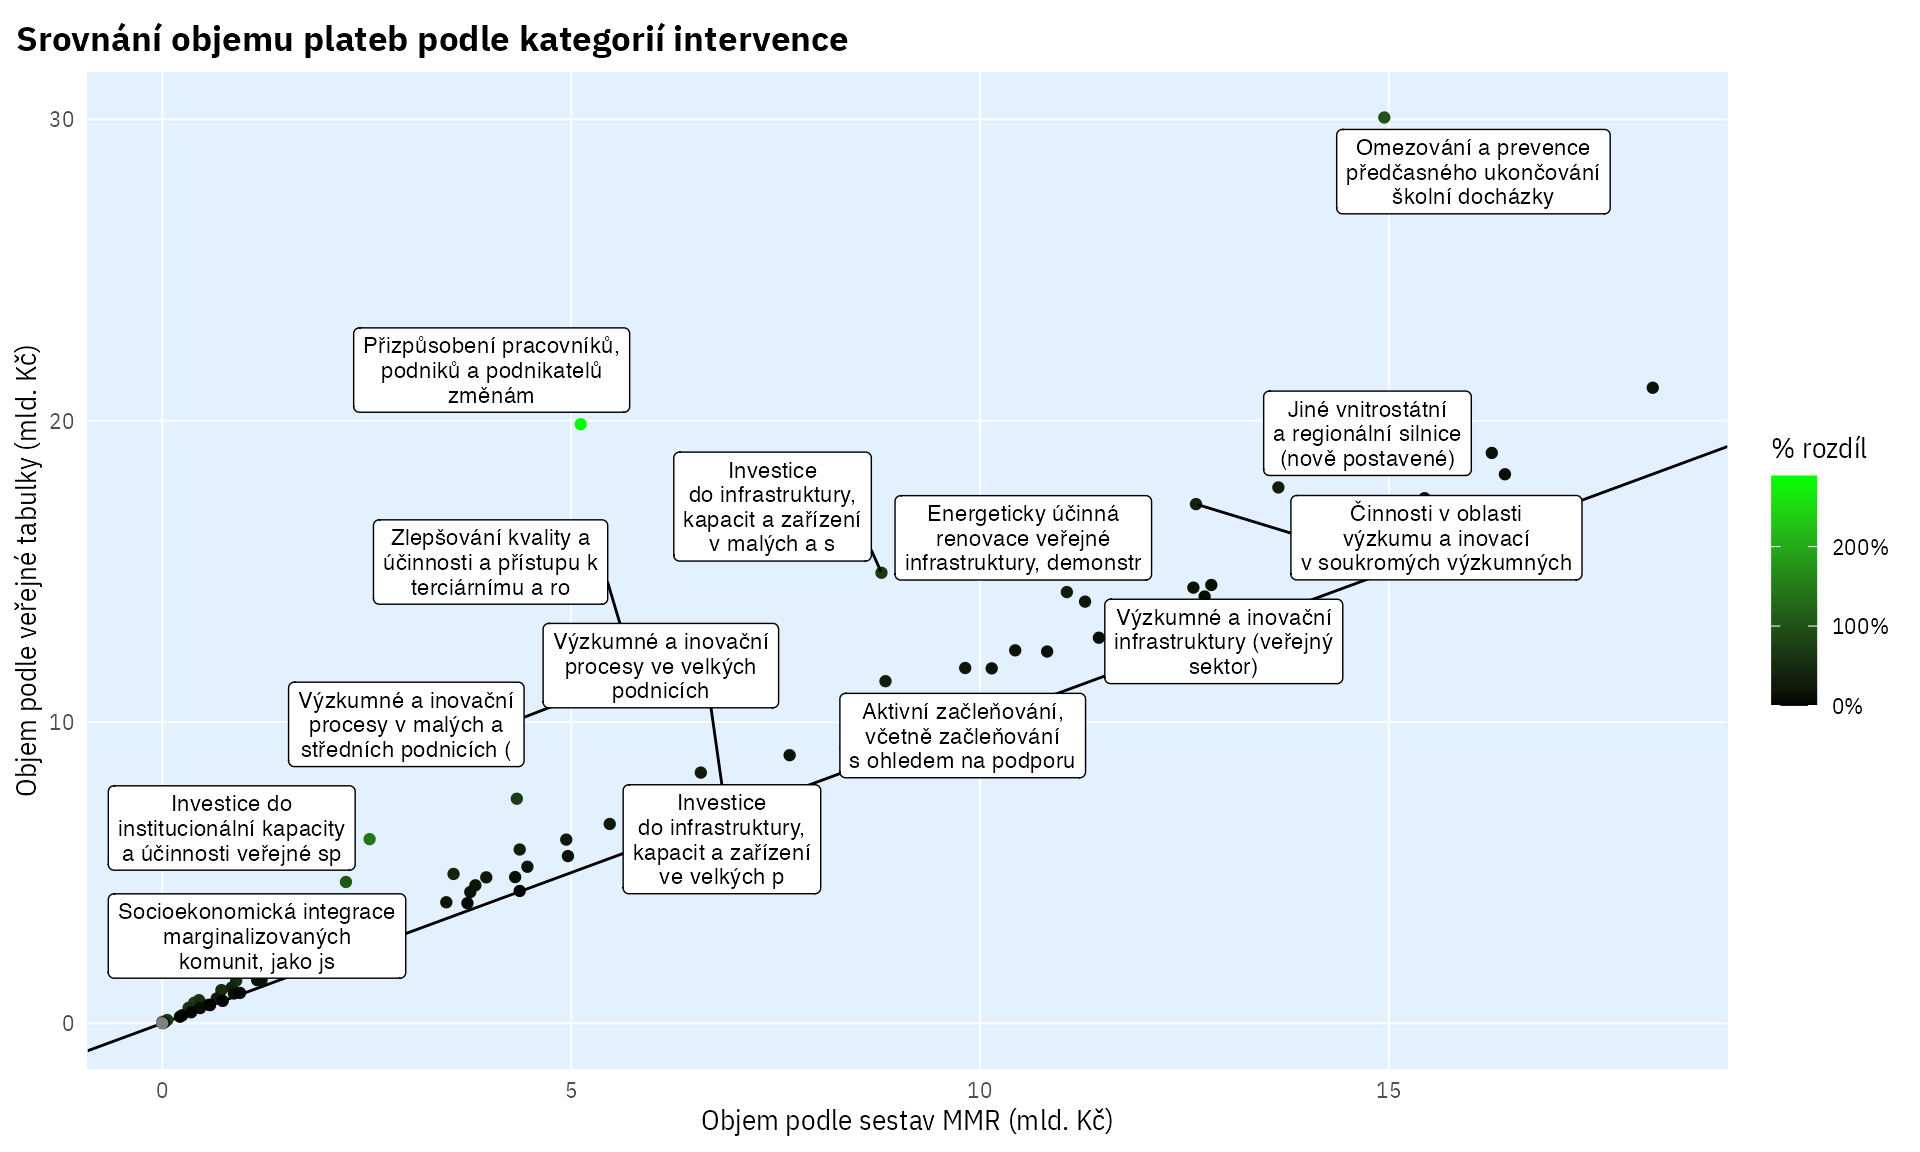 Srovnání objemu plateb podle kategorií intervence
Objem podle veřejné tabulky (mld. Kč)
30
20
10
0
Omezování a prevence
předčasného ukončování
školní docházky
Přizpůsobení pracovníků,
podniků a podnikatelů
změnám
Jiné vnitrostátní
a regionální silnice
(nově postavené)
Investice
do infrastruktury,
kapacit a zařízení
v malých a s
Energeticky účinná
renovace veřejné
infrastruktury, demonstr
Činnosti v oblasti
výzkumu a inovací
v soukromých výzkumných
Zlepšování kvality a
účinnosti a přístupu k
terciárnímu a ro
Výzkumné a inovační
infrastruktury (veřejný
sektor)
Výzkumné a inovační
procesy ve velkých
podnicích
Výzkumné a inovační
procesy v malých a
středních podnicích (
Aktivní začleňování,
včetně začleňování
s ohledem na podporu
Investice do
institucionální kapacity
a účinnosti veřejné sp
Investice
do infrastruktury,
kapacit a zařízení
ve velkých p
Socioekonomická integrace
marginalizovaných
komunit, jako js
0
5
10
15
Objem podle sestav MMR (mld. Kč)
% rozdíl
200%
100%
0%